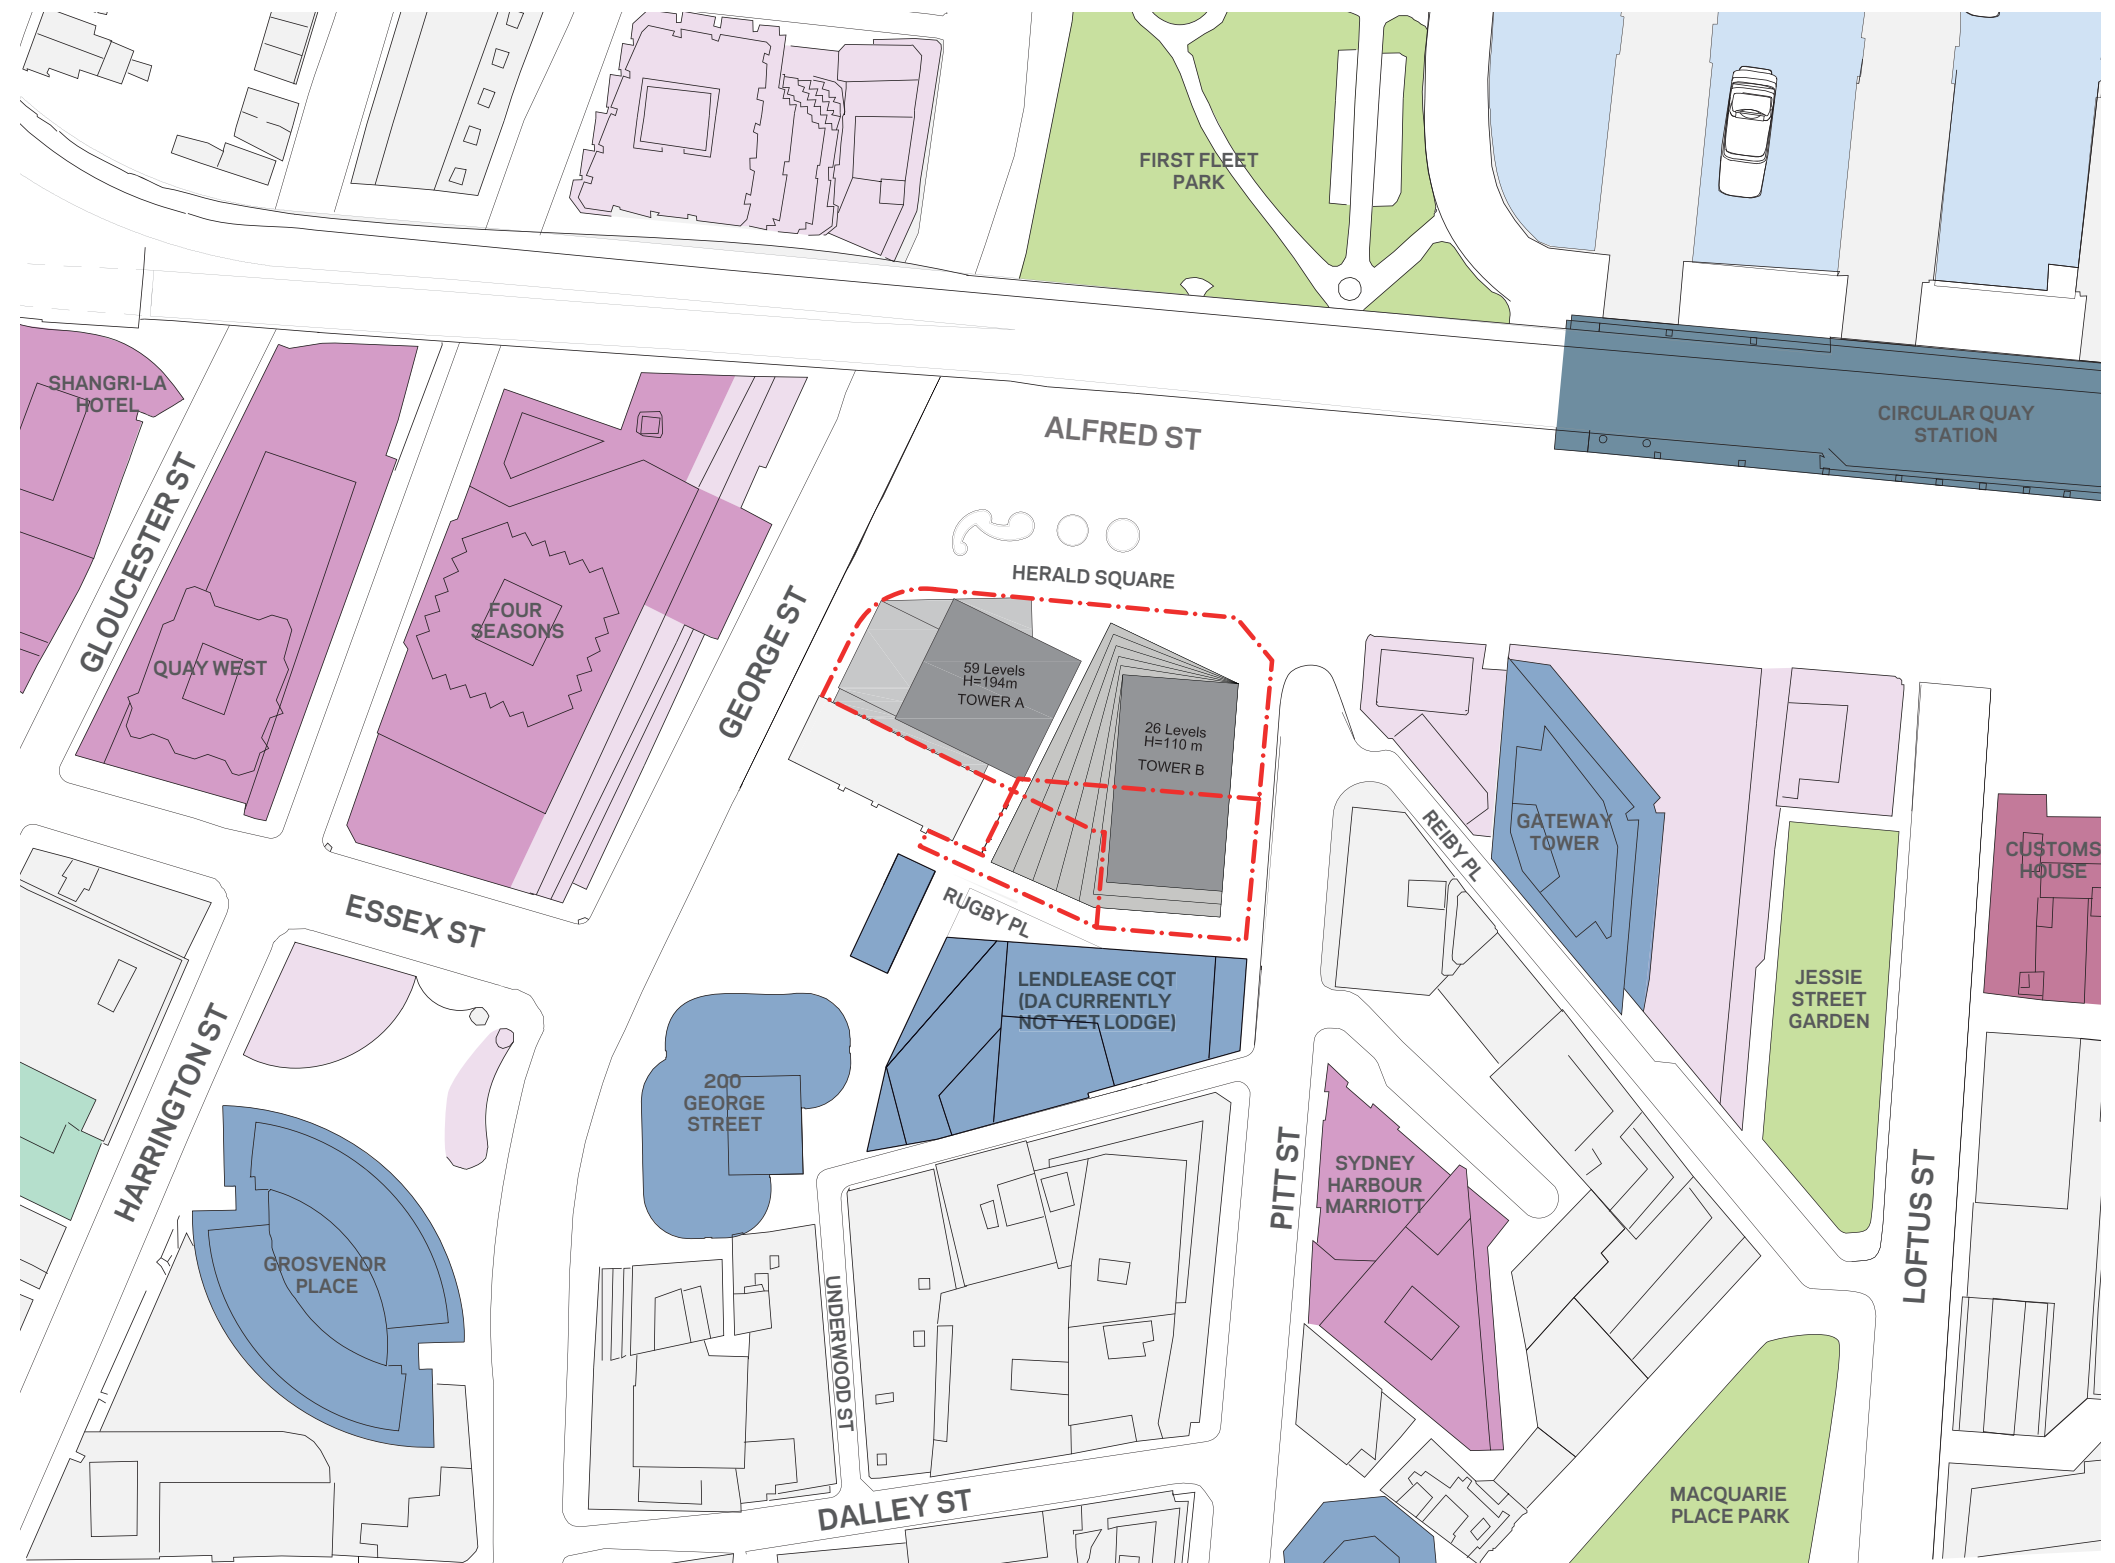 FIRST FLEET
PARK
SHANGRI-LA
HOTEL
CIRCULAR QUAY
STATION
ALFRED ST
GLOUCESTER ST
HERALD SQUARE
FOUR
SEASONS
QUAY WEST
GEORGE ST
59 Levels
H=194m
TOWER A
26 Levels
H=110 m
TOWER B
REIBY PL
GATEWAY
TOWER
CUSTOMS
HOUSE
ESSEX ST
RUGBY PL
LENDLEASE CQT
(DA CURRENTLY
NOT YET LODGE)
JESSIE
STREET
GARDEN
HARRINGTON ST
200
GEORGE
STREET
PITT ST
SYDNEY
HARBOUR
MARRIOTT
LOFTUS ST
GROSVENOR
PLACE
UNDERWOOD ST
DALLEY ST
MACQUARIE
PLACE PARK